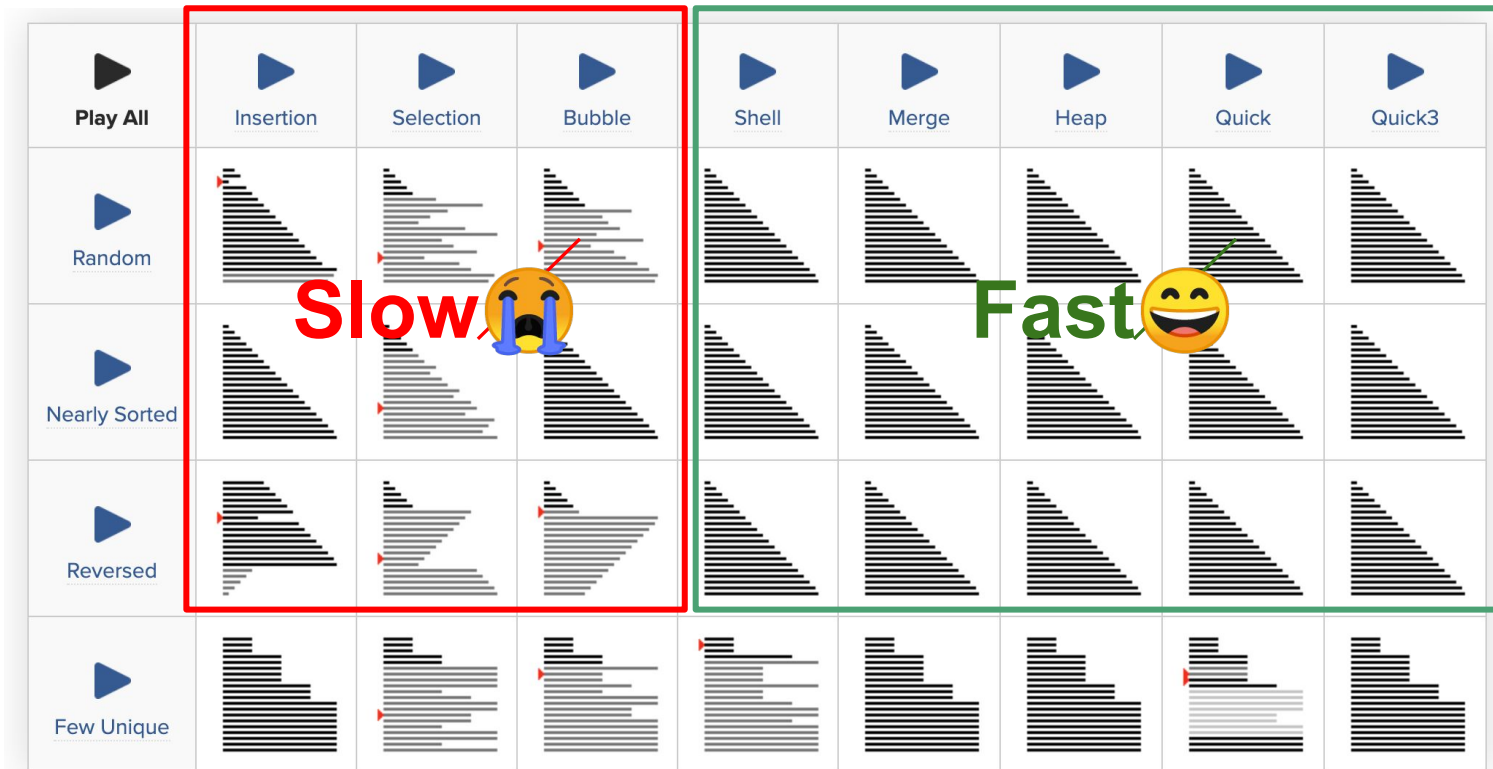 Play All
Insertion
Selection
Bubble
Shell
Merge
Heap
Quick
Quick3
Random
Slow
Fast
Nearly Sorted
Reversed
Few Unique